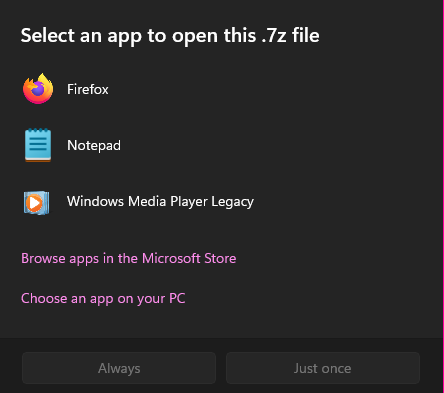 Select an app to open this .7z file
Firefox
Notepad
Windows Media Player Legacy
Browse apps in the Microsoft Store
Choose an app on your PC
Always
Just once